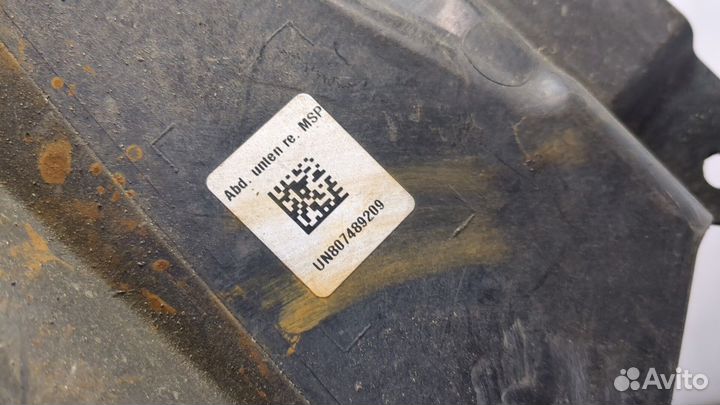 Abd. unten re. MSP
UN807489209
Avito